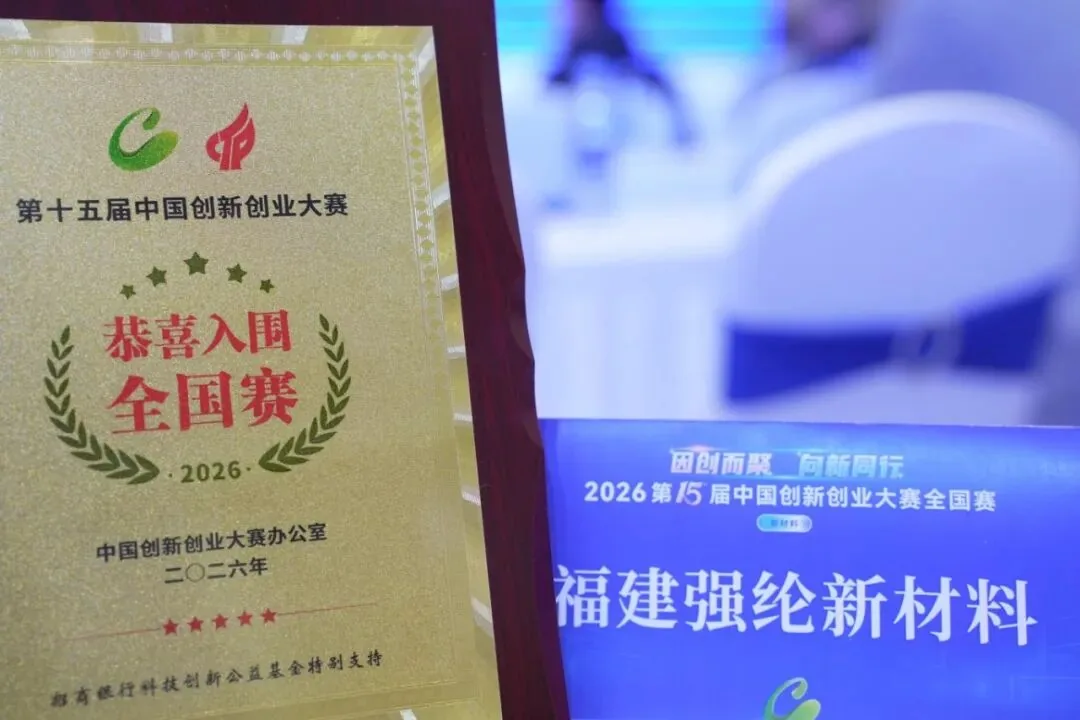 第十五届中国创新创业大赛
恭喜入围
全国赛
·2026·
中国创新创业大赛办公室
二〇二六年
招商银行科技创新公益基金特别支持
因创而聚 向新同行
2026第15届中国创新创业大赛全国赛
新材料
福建强纶新材料